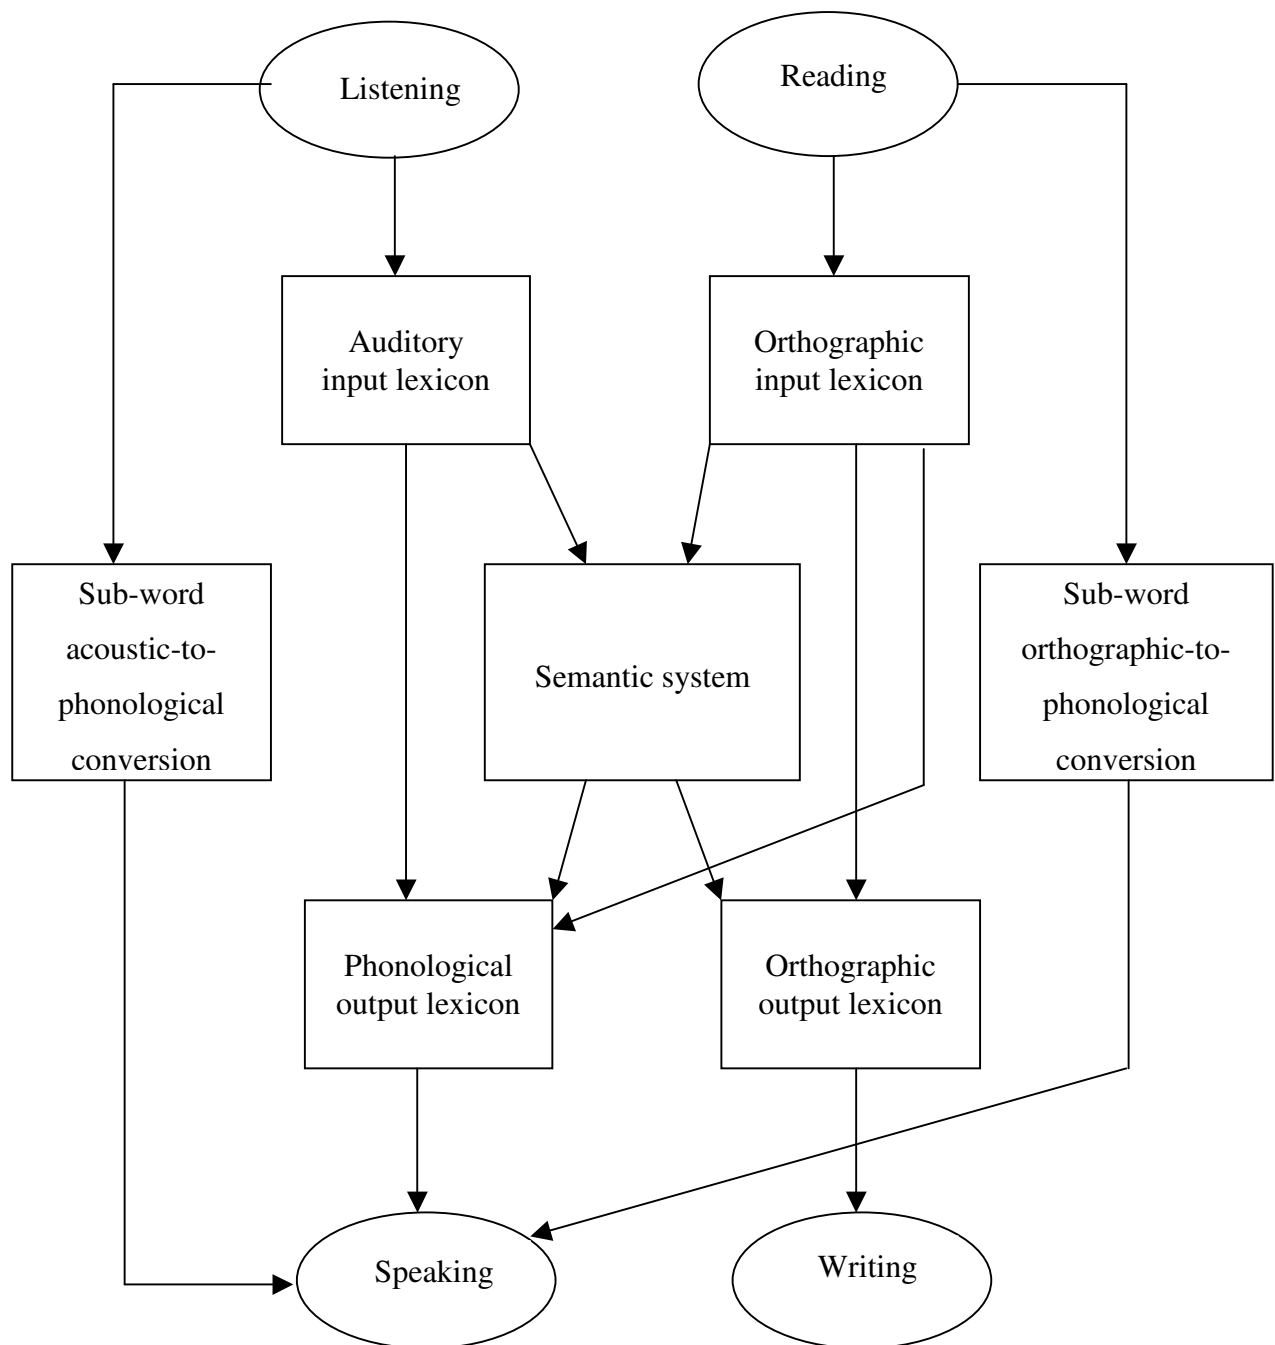 Listening
Reading
Auditory
input lexicon
Orthographic
input lexicon
Sub-word
acoustic-to-
phonological
conversion
Semantic system
Sub-word
orthographic-to-
phonological
conversion
Phonological
output lexicon
Orthographic
output lexicon
Speaking
Writing